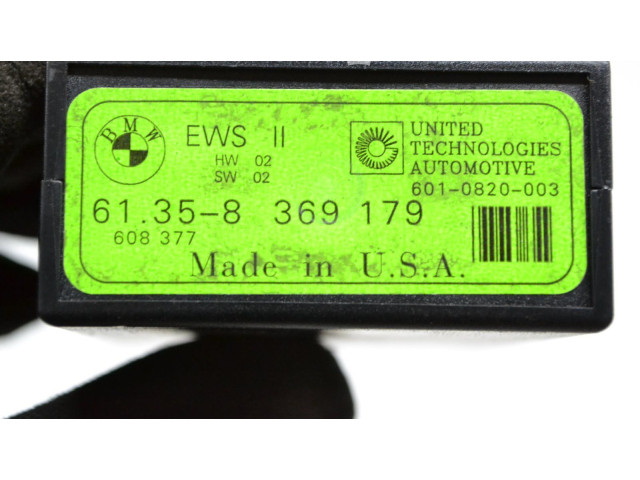 BMW
EWS II
HW 02
SW 02
UNITED
TECHNOLOGIES
AUTOMOTIVE
601-0820-003
61.35-8 369 179
608 377
Made in U.S.A.